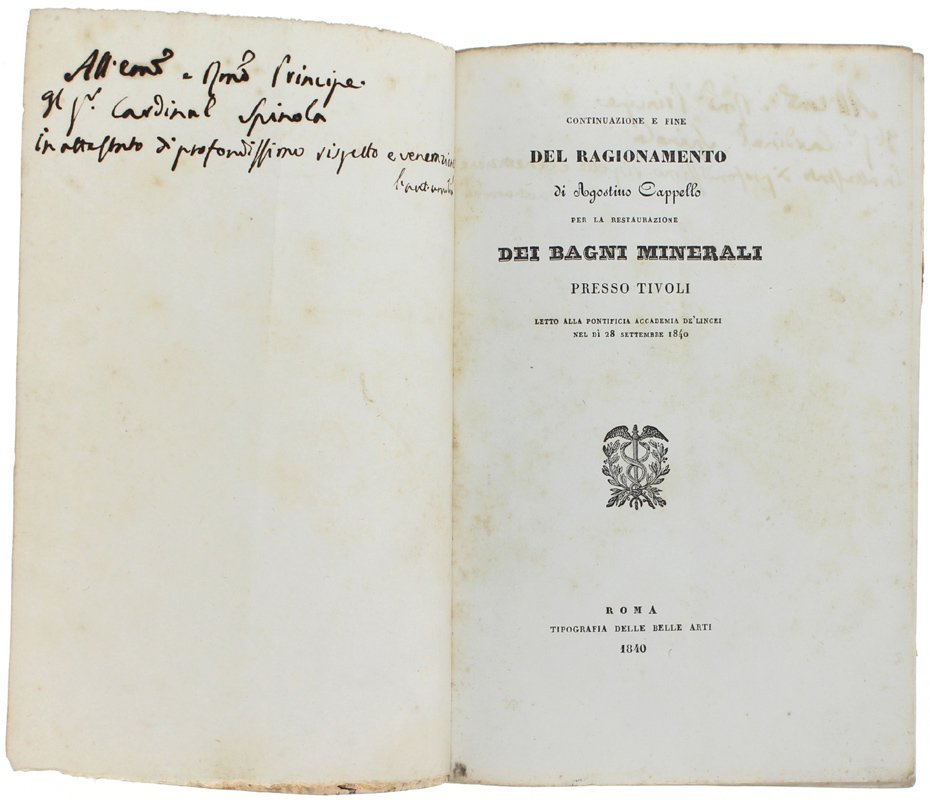 All'emo e Rmo Principe.
Il Sr. Cardinal Spinola
in attestato di profondissimo rispetto e venerazione
l'autore
CONTINUAZIONE E FINE
DEL RAGIONAMENTO
di Agostino Cappello
PER LA RESTAURAZIONE
DEI BAGNI MINERALI
PRESSO TIVOLI
LETTO ALLA PONTIFICIA ACCADEMIA DE'LINCEI
NEL DÌ 28 SETTEMBRE 1840
ROMA
TIPOGRAFIA DELLE BELLE ARTI
1840